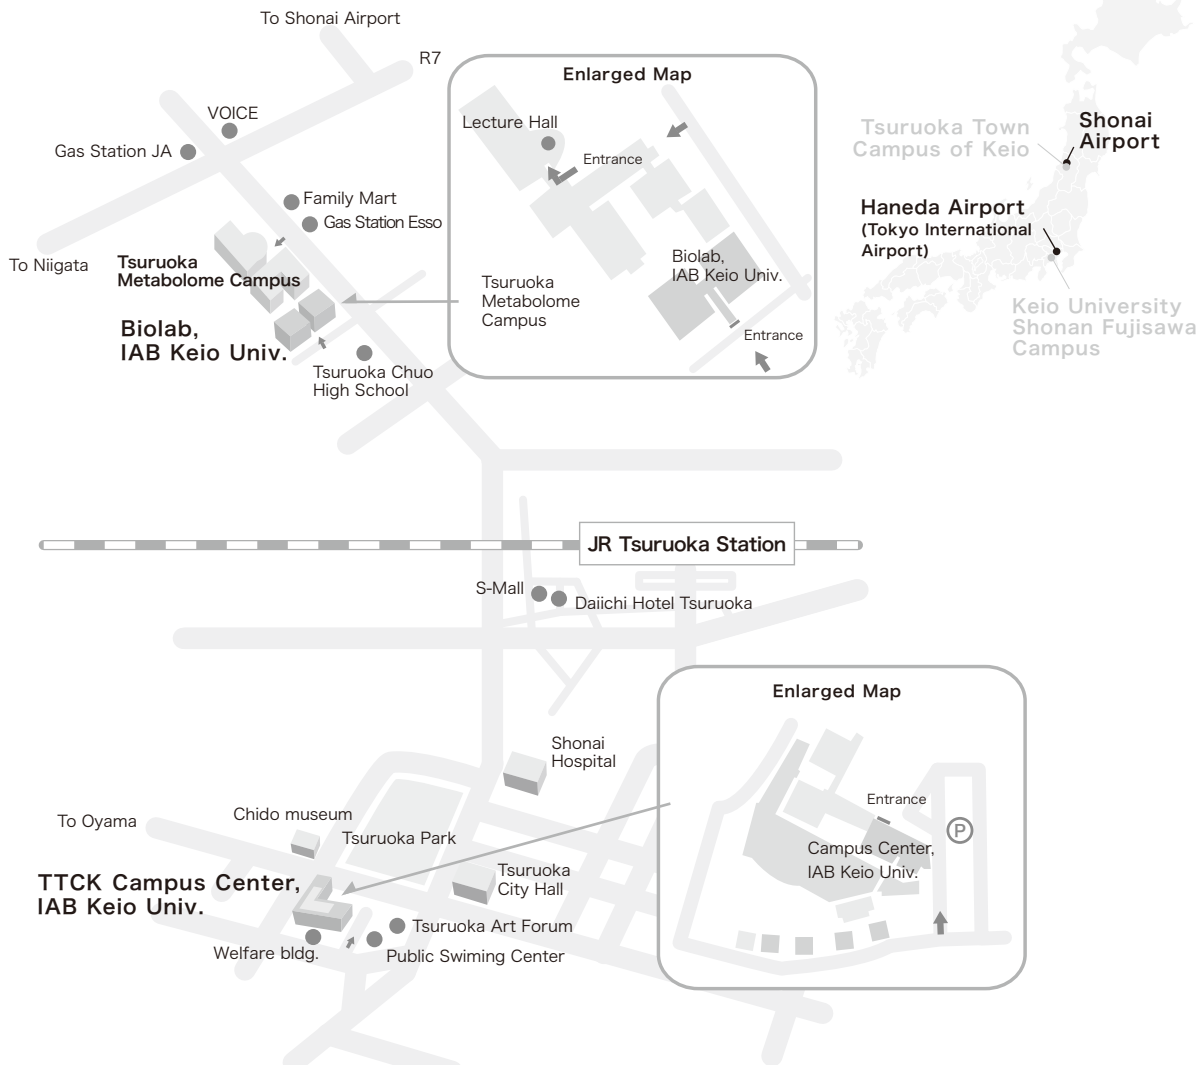 To Shonai Airport
R7
VOICE
Gas Station JA
Family Mart
Gas Station Esso
To Niigata
Tsuruoka
Metabolome Campus
Biolab,
IAB Keio Univ.
Tsuruoka Chuo
High School
Enlarged Map
Lecture Hall
Entrance
Biolab,
IAB Keio Univ.
Tsuruoka
Metabolome
Campus
Entrance
Tsuruoka Town
Campus of Keio
Shonai
Airport
Haneda Airport
(Tokyo International
Airport)
Keio University
Shonan Fujisawa
Campus
JR Tsuruoka Station
S-Mall
Daiichi Hotel Tsuruoka
Shonai
Hospital
Chido museum
To Oyama
Tsuruoka Park
TTCK Campus Center,
IAB Keio Univ.
Tsuruoka
City Hall
Tsuruoka Art Forum
Welfare bldg.
Public Swiming Center
Enlarged Map
Entrance
P
Campus Center,
IAB Keio Univ.